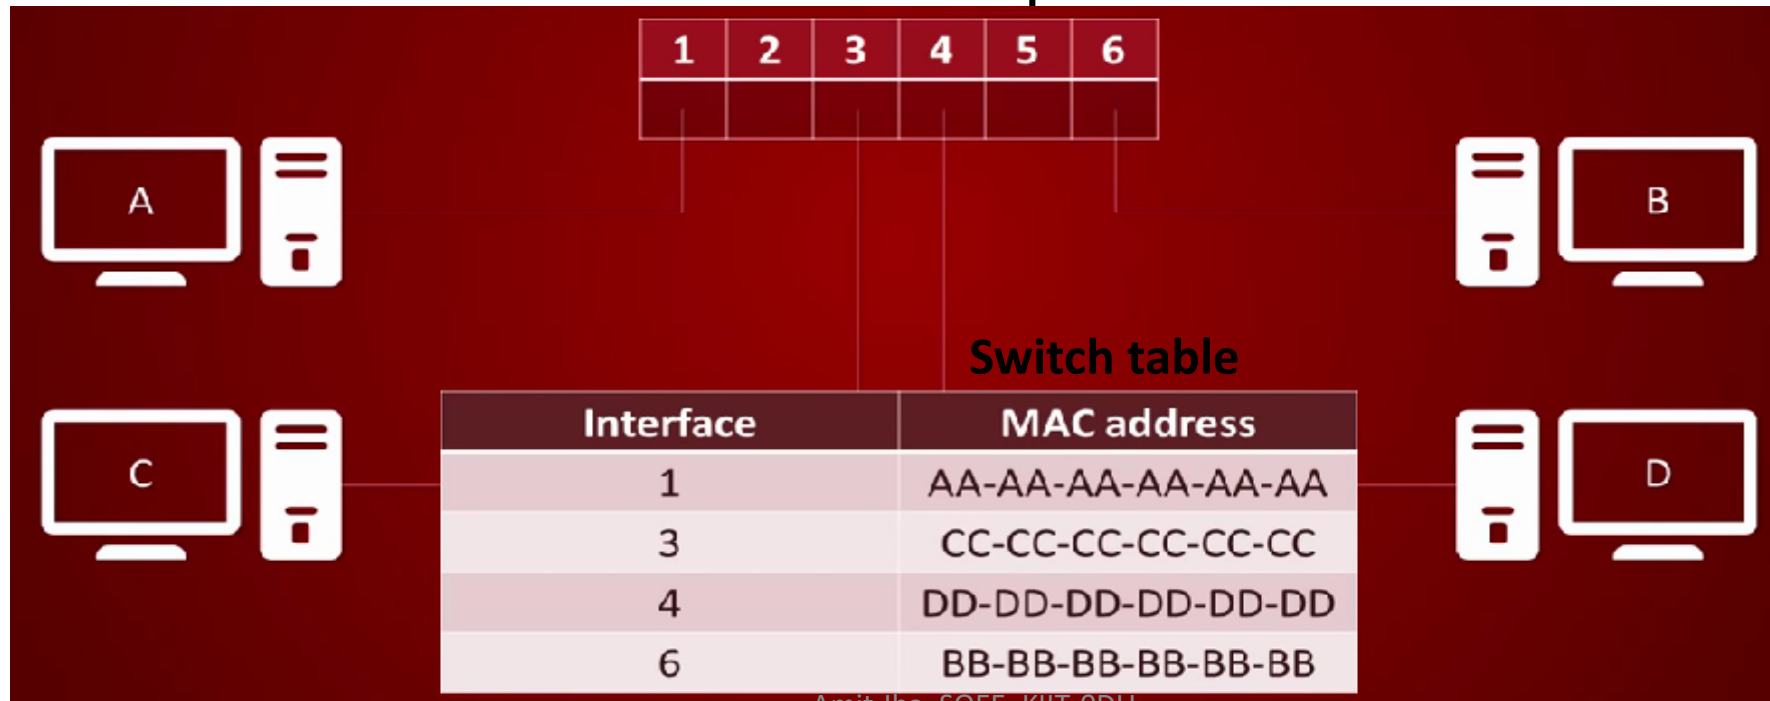 1 2 3 4 5 6
A
B
Switch table
C
D
Interface MAC address
1 AA-AA-AA-AA-AA-AA
3 CC-CC-CC-CC-CC-CC
4 DD-DD-DD-DD-DD-DD
6 BB-BB-BB-BB-BB-BB